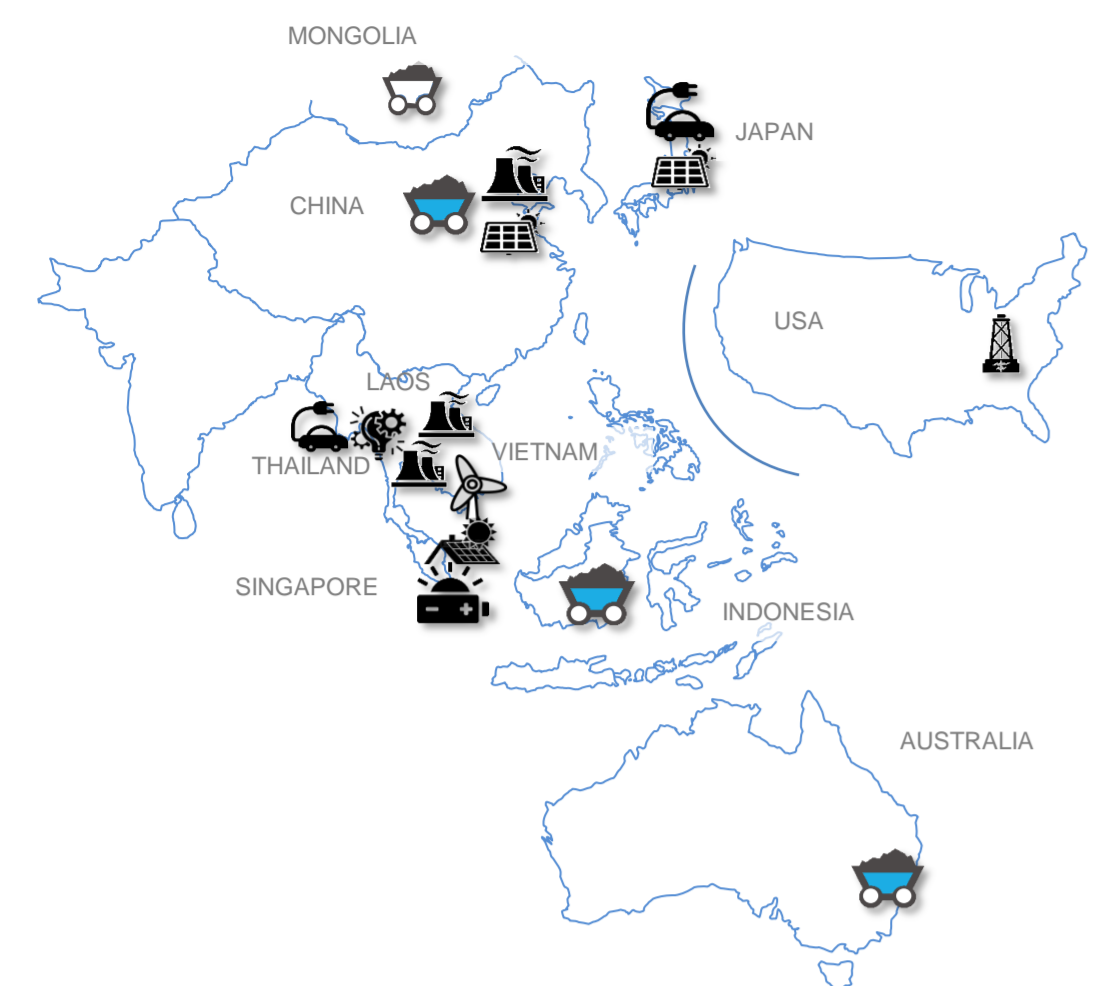 MONGOLIA
JAPAN
CHINA
USA
LAOS
THAILAND
VIETNAM
SINGAPORE
INDONESIA
AUSTRALIA